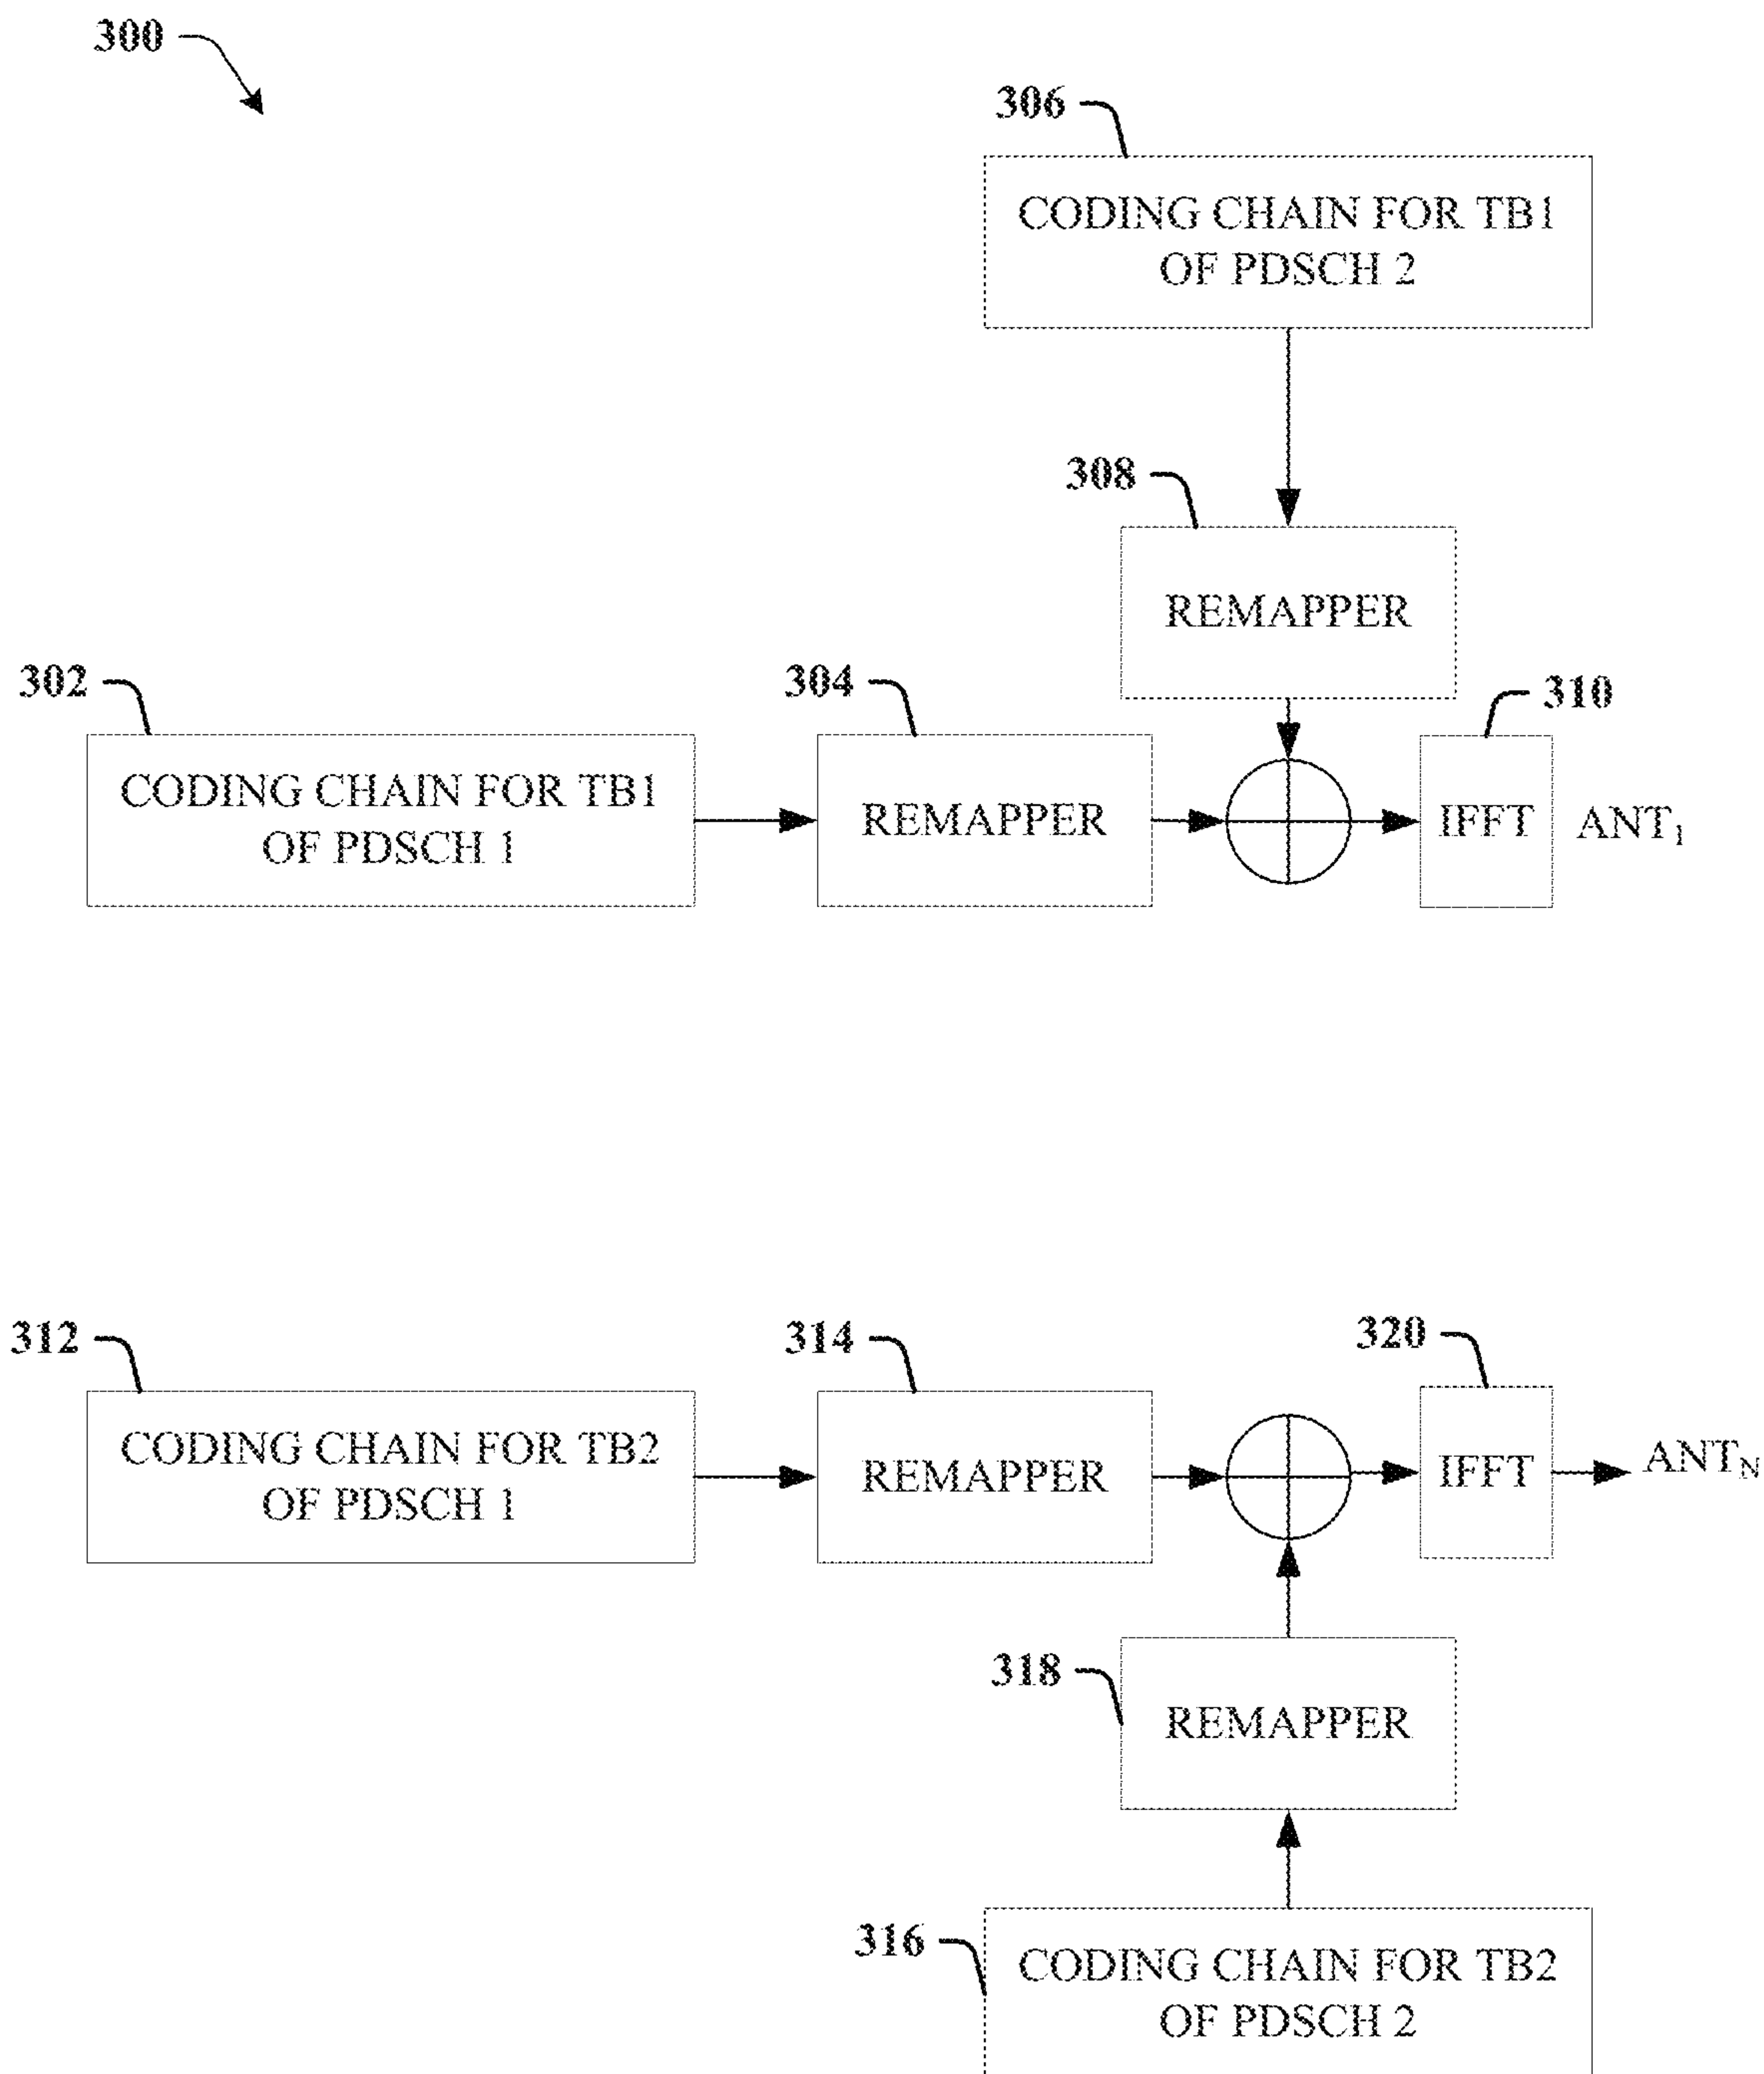 300
306
CODING CHAIN FOR TB1
OF PDSCH 2
308
REMAPPER
302
304
310
CODING CHAIN FOR TB1
OF PDSCH 1
REMAPPER
IFFT
ANT1
312
314
320
CODING CHAIN FOR TB2
OF PDSCH 1
REMAPPER
IFFT
ANTN
318
REMAPPER
316
CODING CHAIN FOR TB2
OF PDSCH 2